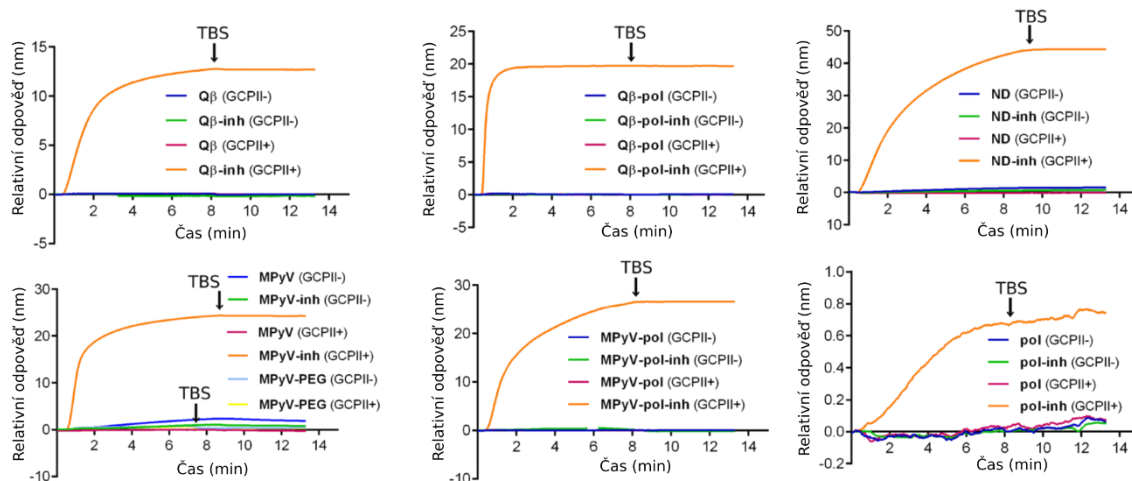 TBS
Relativní odpověď (nm)
15
10
5
0
-5
2 4 6 8 10 12 14
Čas (min)
Qβ (GCPII-)
Qβ-inh (GCPII-)
Qβ (GCPII+)
Qβ-inh (GCPII+)
TBS
Relativní odpověď (nm)
25
20
15
10
5
0
-5
2 4 6 8 10 12 14
Čas (min)
Qβ-pol (GCPII-)
Qβ-pol-inh (GCPII-)
Qβ-pol (GCPII+)
Qβ-pol-inh (GCPII+)
TBS
Relativní odpověď (nm)
50
40
30
20
10
0
10
2 4 6 8 10 12 14
Čas (min)
ND (GCPII-)
ND-inh (GCPII-)
ND (GCPII+)
ND-inh (GCPII+)
TBS
TBS
Relativní odpověď (nm)
30
20
10
0
-10
2 4 6 8 10 12 14
Čas (min)
MPyV (GCPII-)
MPyV-inh (GCPII-)
MPyV (GCPII+)
MPyV-inh (GCPII+)
MPyV-PEG (GCPII-)
MPyV-PEG (GCPII+)
TBS
Relativní odpověď (nm)
30
20
10
0
-10
2 4 6 8 10 12 14
Čas (min)
MPyV-pol (GCPII-)
MPyV-pol-inh (GCPII-)
MPyV-pol (GCPII+)
MPyV-pol-inh (GCPII+)
TBS
Relativní odpověď (nm)
1.0
0.8
0.6
0.4
0.2
0.0
-0.2
2 4 6 8 10 12 14
Čas (min)
pol (GCPII-)
pol-inh (GCPII-)
pol (GCPII+)
pol-inh (GCPII+)